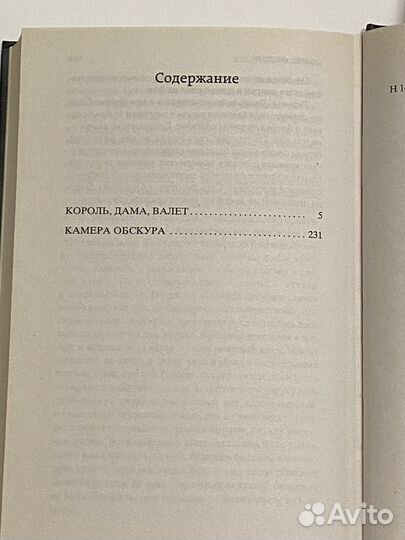 Содержание
КОРОЛЬ, ДАМА, ВАЛЕТ . . . . . . . . . . . . . . . . . . . . . . . 5
КАМЕРА ОБСКУРА . . . . . . . . . . . . . . . . . . . . . . . . . . 231
Avito